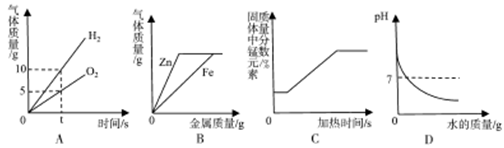 气体质量/g
H₂
O₂
10
5
0
t
时间/s
A
气体质量/g
Zn
Fe
0
金属质量/g
B
固体中锰元素
质量分数/%
0
加热时间/s
C
pH
7
0
水的质量/g
D